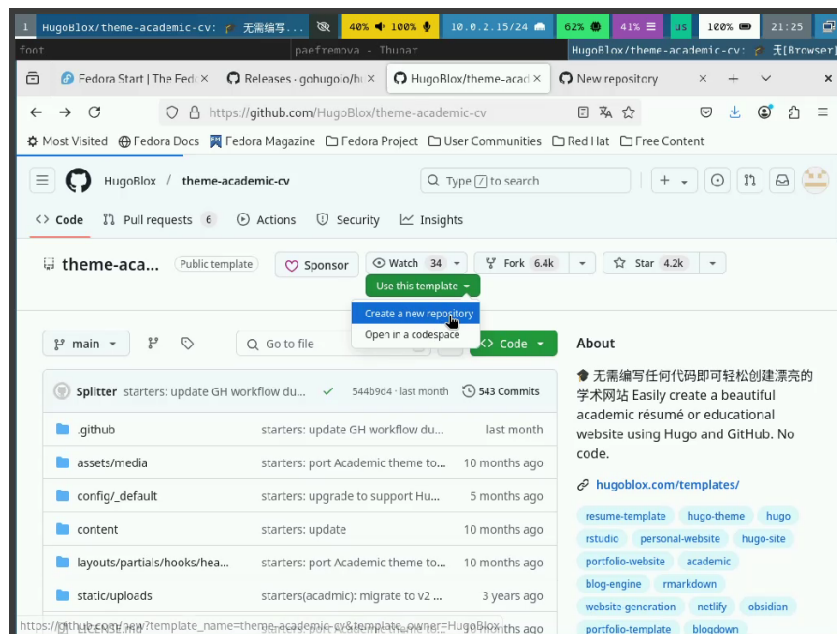 1 HugoBlox/theme-academic-cv: 🎓 无需编写... 40% 100% 10.0.2.15/24 62% 41% us 100% 21:25
foot paefremova - Thunar HugoBlox/theme-academic-cv: 🎓 无[Browser]
Fedora Start | The Fed Releases · gohugoio/hu HugoBlox/theme-acad New repository
https://github.com/HugoBlox/theme-academic-cv
Most Visited Fedora Docs Fedora Magazine Fedora Project User Communities Red Hat Free Content
HugoBlox / theme-academic-cv Type / to search
Code Pull requests 6 Actions Security Insights
theme-aca... Public template Sponsor Watch 34 Fork 6.4k Star 4.2k
Use this template
Create a new repository
Open in a codespace
main Go to file Code
Splitter starters: update GH workflow du... 544b9c4 · last month 543 Commits
.github starters: update GH workflow du... last month
assets/media starters: port Academic theme to... 10 months ago
config/_default starters: upgrade to support Hu... 5 months ago
content starters: update 10 months ago
layouts/partials/hooks/hea... starters: port Academic theme to... 10 months ago
static/uploads starters(acadmic): migrate to v2 ... 3 years ago
About
🎓 无需编写任何代码即可轻松创建漂亮的
学术网站 Easily create a beautiful
academic résumé or educational
website using Hugo and GitHub. No
code.
hugoblox.com/templates/
resume-template hugo-theme hugo
rstudio personal-website hugo-site
portfolio-website academic
blog-engine rmarkdown
website-generation netlify obsidian
portfolio-template blogdown
https://github.com/new?template_name=theme-academic-cv&template_owner=HugoBlox